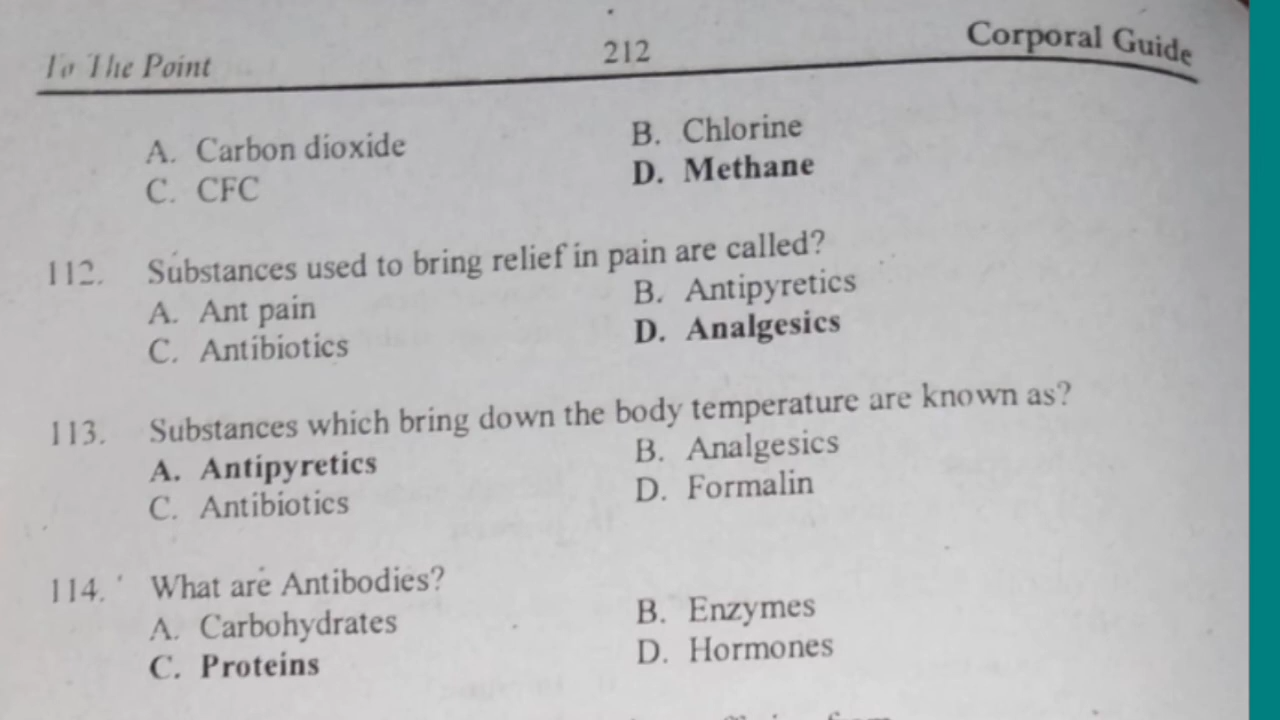 To The Point 212 Corporal Guide
A. Carbon dioxide B. Chlorine
C. CFC D. Methane
112. Substances used to bring relief in pain are called?
A. Ant pain B. Antipyretics
C. Antibiotics D. Analgesics
113. Substances which bring down the body temperature are known as?
A. Antipyretics B. Analgesics
C. Antibiotics D. Formalin
114. What are Antibodies?
A. Carbohydrates B. Enzymes
C. Proteins D. Hormones